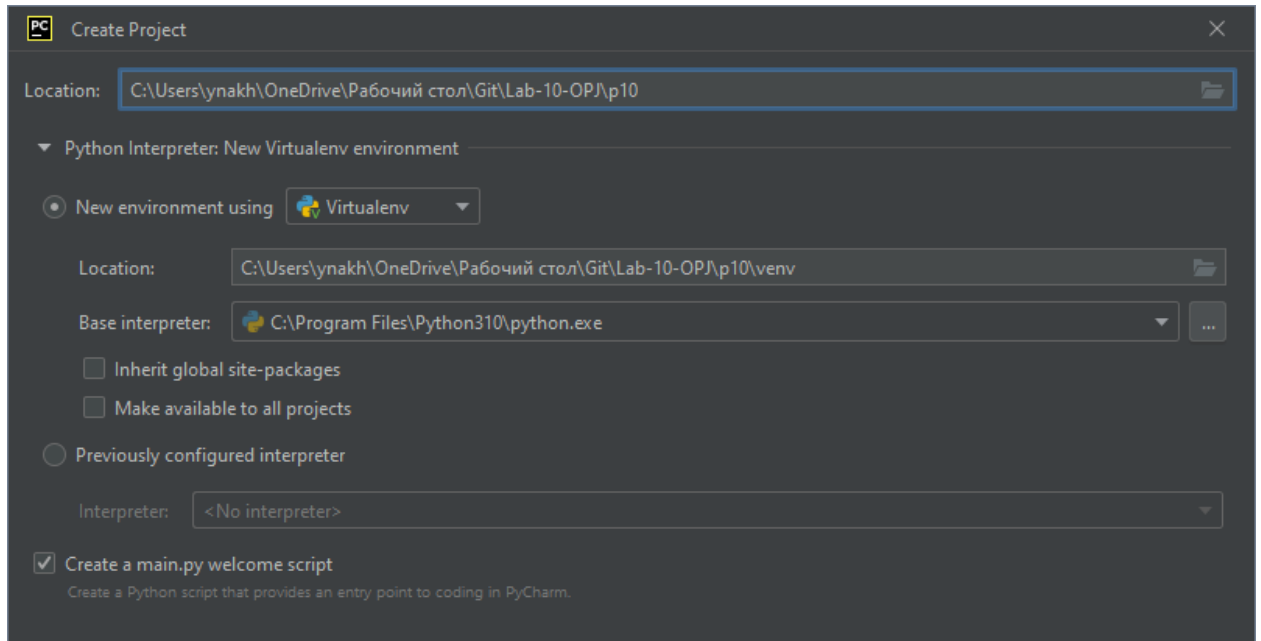 PC Create Project
Location: C:\Users\ynakh\OneDrive\Рабочий стол\Git\Lab-10-OPJ\p10
Python Interpreter: New Virtualenv environment
New environment using Virtualenv
Location: C:\Users\ynakh\OneDrive\Рабочий стол\Git\Lab-10-OPJ\p10\venv
Base interpreter: C:\Program Files\Python310\python.exe ...
Inherit global site-packages
Make available to all projects
Previously configured interpreter
Interpreter: <No interpreter>
Create a main.py welcome script
Create a Python script that provides an entry point to coding in PyCharm.